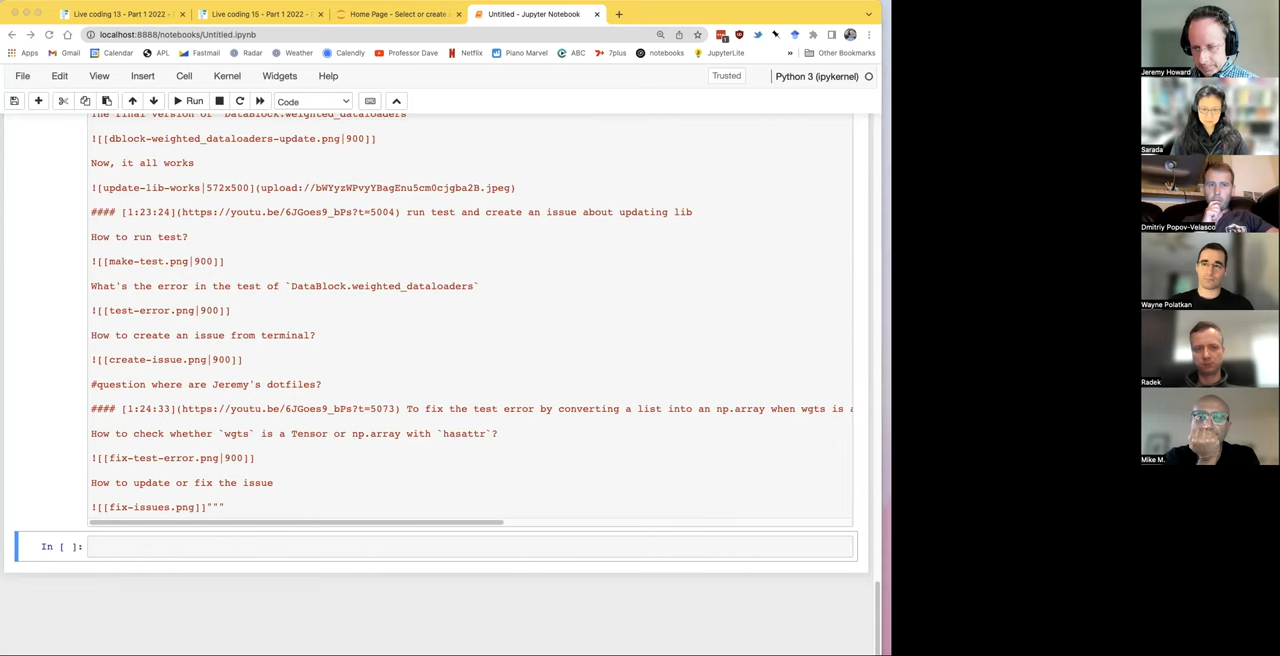 Live coding 13 - Part 1 2022 -
Live coding 15 - Part 1 2022 -
Home Page - Select or create
Untitled - Jupyter Notebook
localhost:8888/notebooks/Untitled.ipynb
Apps Gmail Calendar APL Fastmail Radar Weather Calendly Professor Dave Netflix Piano Marvel ABC 7plus notebooks JupyterLite » Other Bookmarks
File Edit View Insert Cell Kernel Widgets Help Trusted Python 3 (ipykernel)
Run Code
The final version of `DataBlock.weighted_dataloaders`
![[dblock-weighted_dataloaders-update.png|900]]
Now, it all works
![update-lib-works|572x500](upload://bWYyzWPvyYBagEnu5cm0cjgba2B.jpeg)
#### [1:23:24](https://youtu.be/6JGoes9_bPs?t=5004) run test and create an issue about updating lib
How to run test?
![[make-test.png|900]]
What's the error in the test of `DataBlock.weighted_dataloaders`
![[test-error.png|900]]
How to create an issue from terminal?
![[create-issue.png|900]]
#question where are Jeremy's dotfiles?
#### [1:24:33](https://youtu.be/6JGoes9_bPs?t=5073) To fix the test error by converting a list into an np.array when wgts is a
How to check whether `wgts` is a Tensor or np.array with `hasattr`?
![[fix-test-error.png|900]]
How to update or fix the issue
![[fix-issues.png]]"""
In [ ]:
Jeremy Howard
Sarada
Dmitriy Popov-Velasco
Wayne Polatkan
Radek
Mike M.